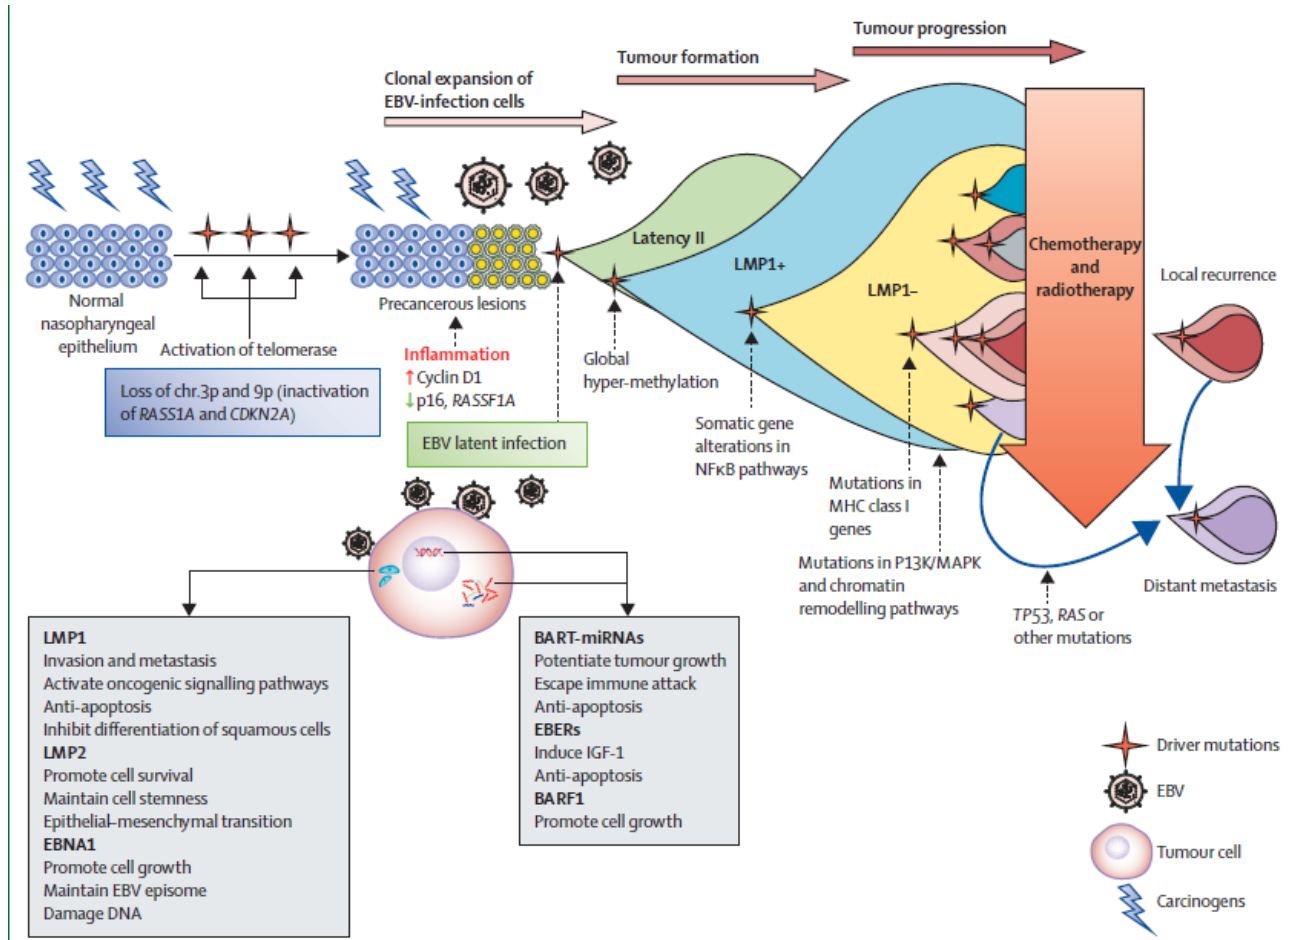 Tumour progression
Tumour formation
Clonal expansion of
EBV-infection cells
Latency II
LMP1+
LMP1–
Chemotherapy
and
radiotherapy
Local recurrence
Normal
nasopharyngeal
epithelium
Activation of telomerase
Loss of chr.3p and 9p (inactivation
of RASS1A and CDKN2A)
Precancerous lesions
Inflammation
↑Cyclin D1
↓p16, RASSF1A
EBV latent infection
Global
hyper-methylation
Somatic gene
alterations in
NFκB pathways
Mutations in
MHC class I
genes
Mutations in P13K/MAPK
and chromatin
remodelling pathways
TP53, RAS or
other mutations
Distant metastasis
LMP1
Invasion and metastasis
Activate oncogenic signalling pathways
Anti-apoptosis
Inhibit differentiation of squamous cells
LMP2
Promote cell survival
Maintain cell stemness
Epithelial–mesenchymal transition
EBNA1
Promote cell growth
Maintain EBV episome
Damage DNA
BART-miRNAs
Potentiate tumour growth
Escape immune attack
Anti-apoptosis
EBERs
Induce IGF-1
Anti-apoptosis
BARF1
Promote cell growth
Driver mutations
EBV
Tumour cell
Carcinogens